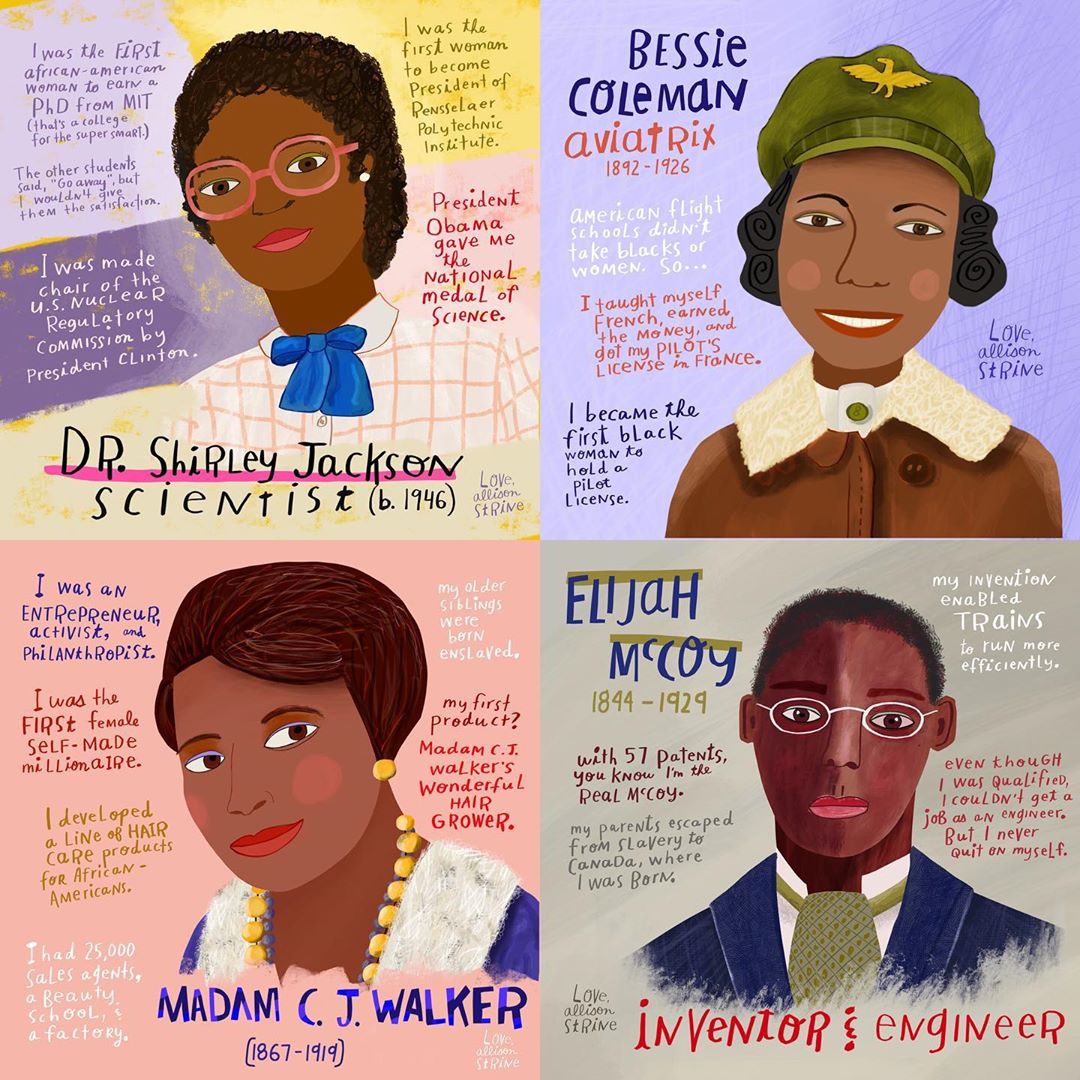 I was the FIRST
african-american
woman to earn a
PhD from MIT
(that's a college
for the super smart.)
The other students
said, "Go away", but
I wouldn't give
them the satisfaction.
I was made
chair of the
U.S. Nuclear
Regulatory
Commission by
President Clinton.
I was the
first woman
to become
President of
Rensselaer
Polytechnic
Institute.
President
Obama
gave me
the
National
medal of
Science.
DR. Shirley Jackson
Scientist (b. 1946)
Love,
allison
Strine
Bessie
Coleman
aviatrix
1892-1926
American flight
schools didn't
take blacks or
women. So...
I taught myself
French, earned
the money, and
got my PILOT'S
License in France.
I became the
first black
woman to
hold a
Pilot
License.
Love,
allison
Strine
I was an
Entrepreneur,
activist, and
Philanthropist.
I was the
FIRST female
self-made
millionaire.
I developed
a line of HAIR
care products
for African-
Americans.
I had 25,000
sales agents,
a Beauty
school, &
a factory.
my older
siblings
were
born
enslaved.
my first
product?
Madam C.J.
Walker's
Wonderful
HAIR
GROWER.
MADAM C. J. WALKER
(1867-1919)
Love,
allison
Strine
Elijah
McCoy
1844-1929
with 57 patents,
you know I'm the
Real McCoy.
my parents escaped
from slavery to
Canada, where
I was Born.
my invention
enabled
TRAINS
to run more
efficiently.
even though
I was qualified,
I couldn't get a
job as an engineer.
But I never
quit on myself.
Love,
allison
Strine
inventor & engineer